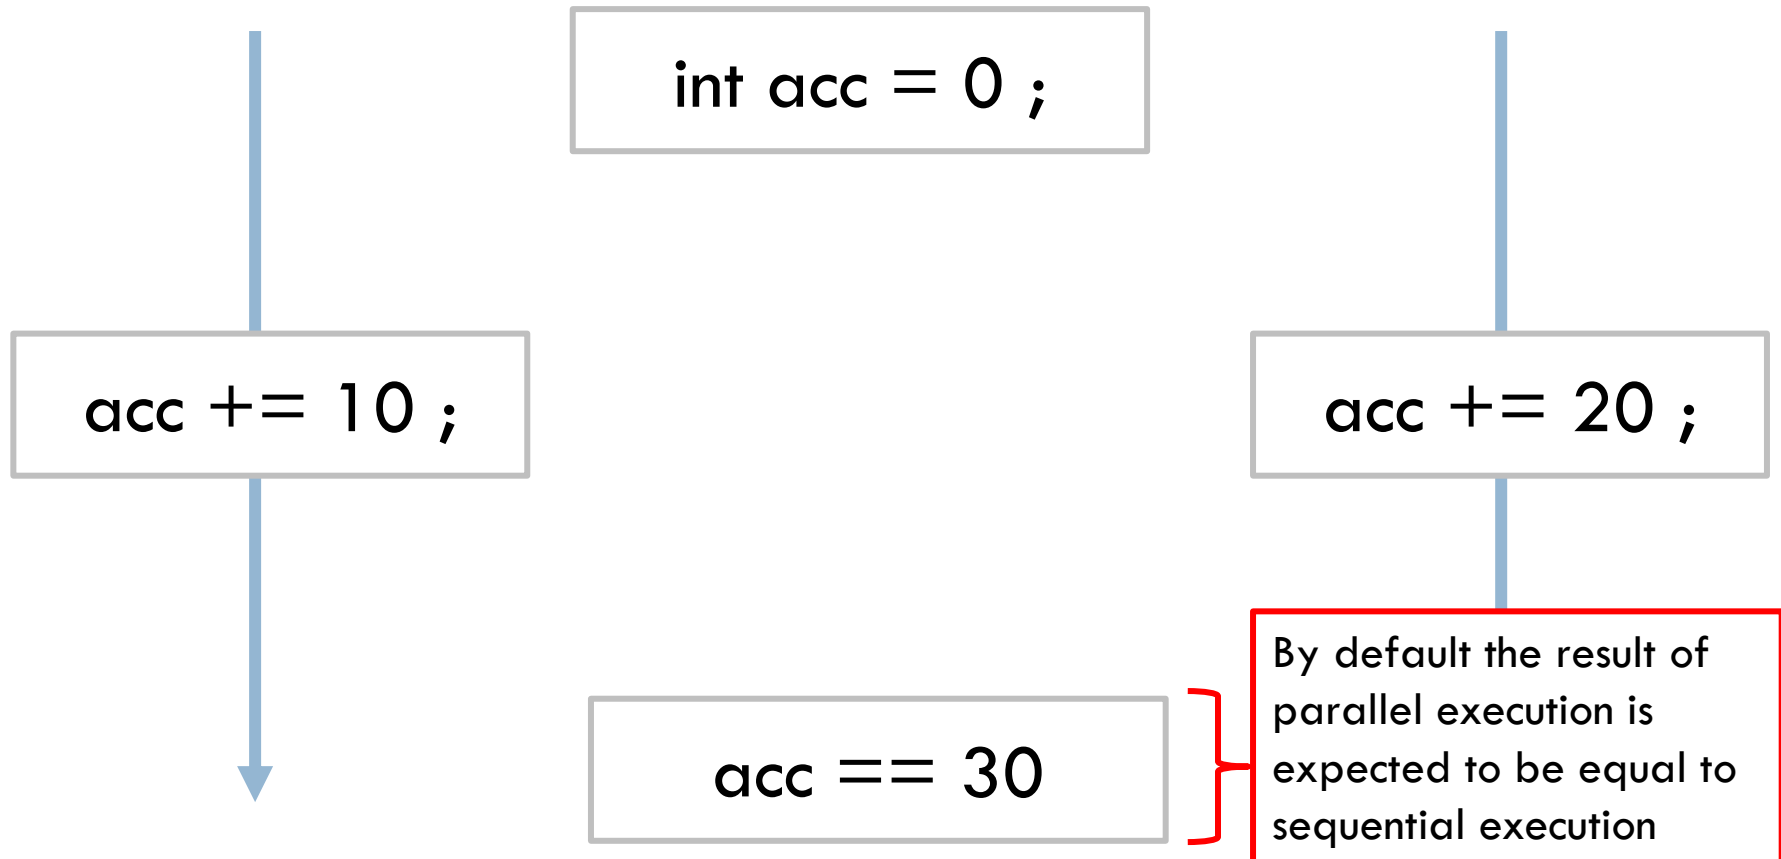 int acc = 0 ;
acc += 10 ;
acc += 20 ;
acc == 30
By default the result of
parallel execution is
expected to be equal to
sequential execution